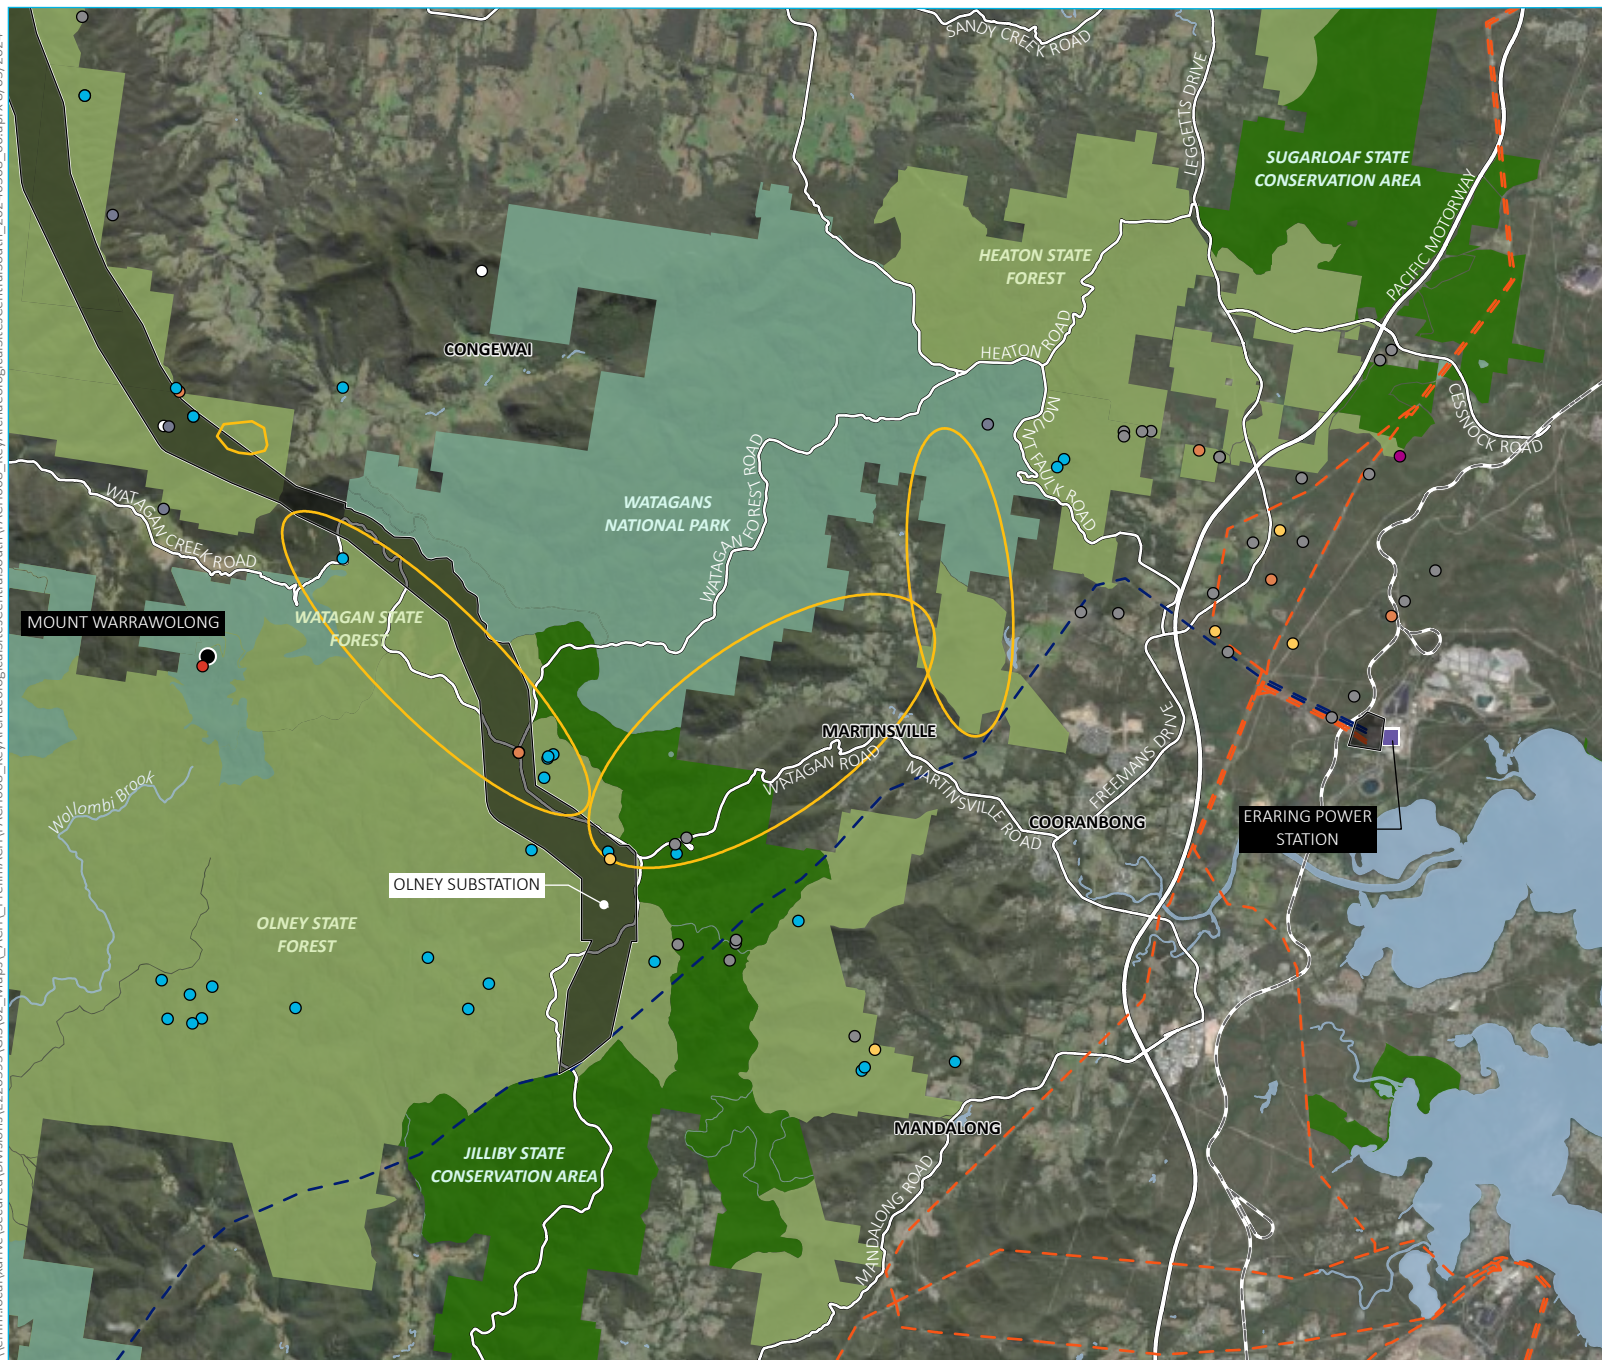 SANDY CREEK ROAD
LEGGETTS DRIVE
SUGARLOAF STATE
CONSERVATION AREA
PACIFIC MOTORWAY
HEATON STATE
FOREST
HEATON ROAD
CONGEWAI
CESSNOCK ROAD
MOUNT FAULK ROAD
WATAGANS
NATIONAL PARK
WATAGAN FOREST ROAD
WATAGAN CREEK ROAD
MOUNT WARRAWOLONG
WATAGAN STATE
FOREST
MARTINSVILLE
WATAGAN ROAD
MARTINSVILLE ROAD
FREEMANS DRIVE
COORANBONG
ERARING POWER
STATION
Wollombi Brook
OLNEY SUBSTATION
OLNEY STATE
FOREST
MANDALONG
JILLIBY STATE
CONSERVATION AREA
MANDALONG ROAD